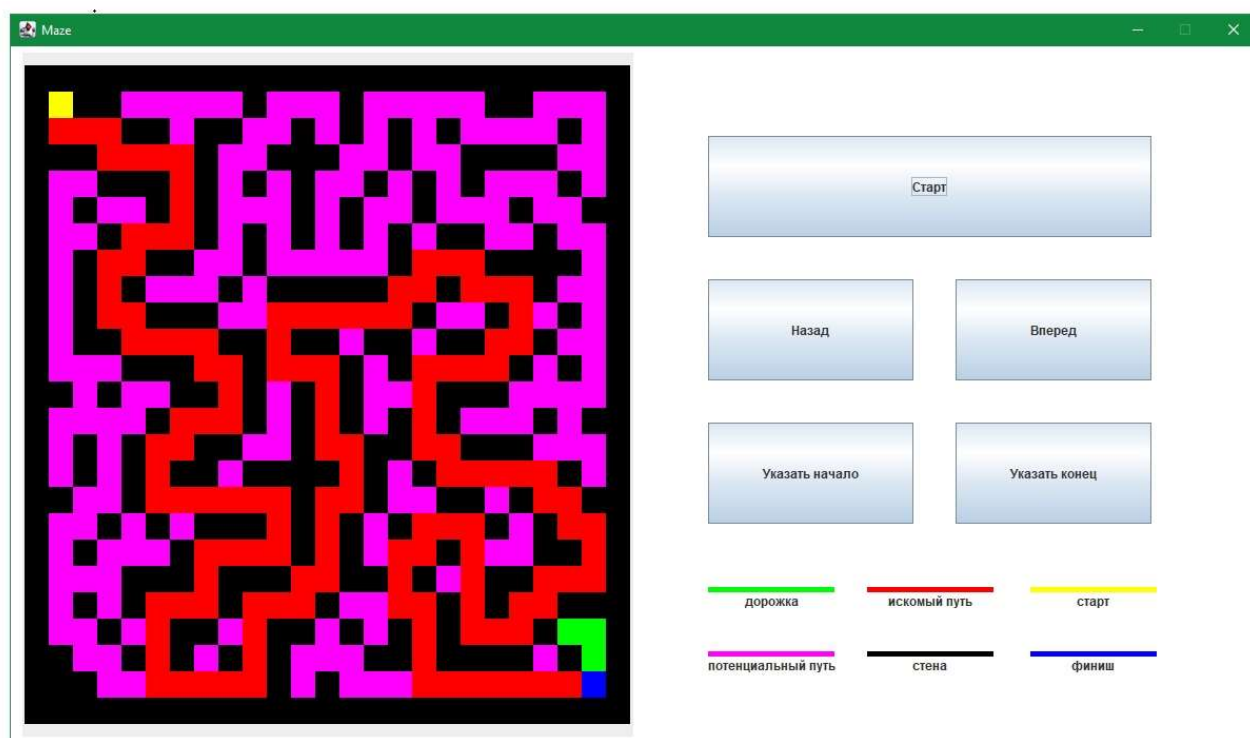 Maze
Старт
Назад
Вперед
Указать начало
Указать конец
дорожка
искомый путь
старт
потенциальный путь
стена
финиш